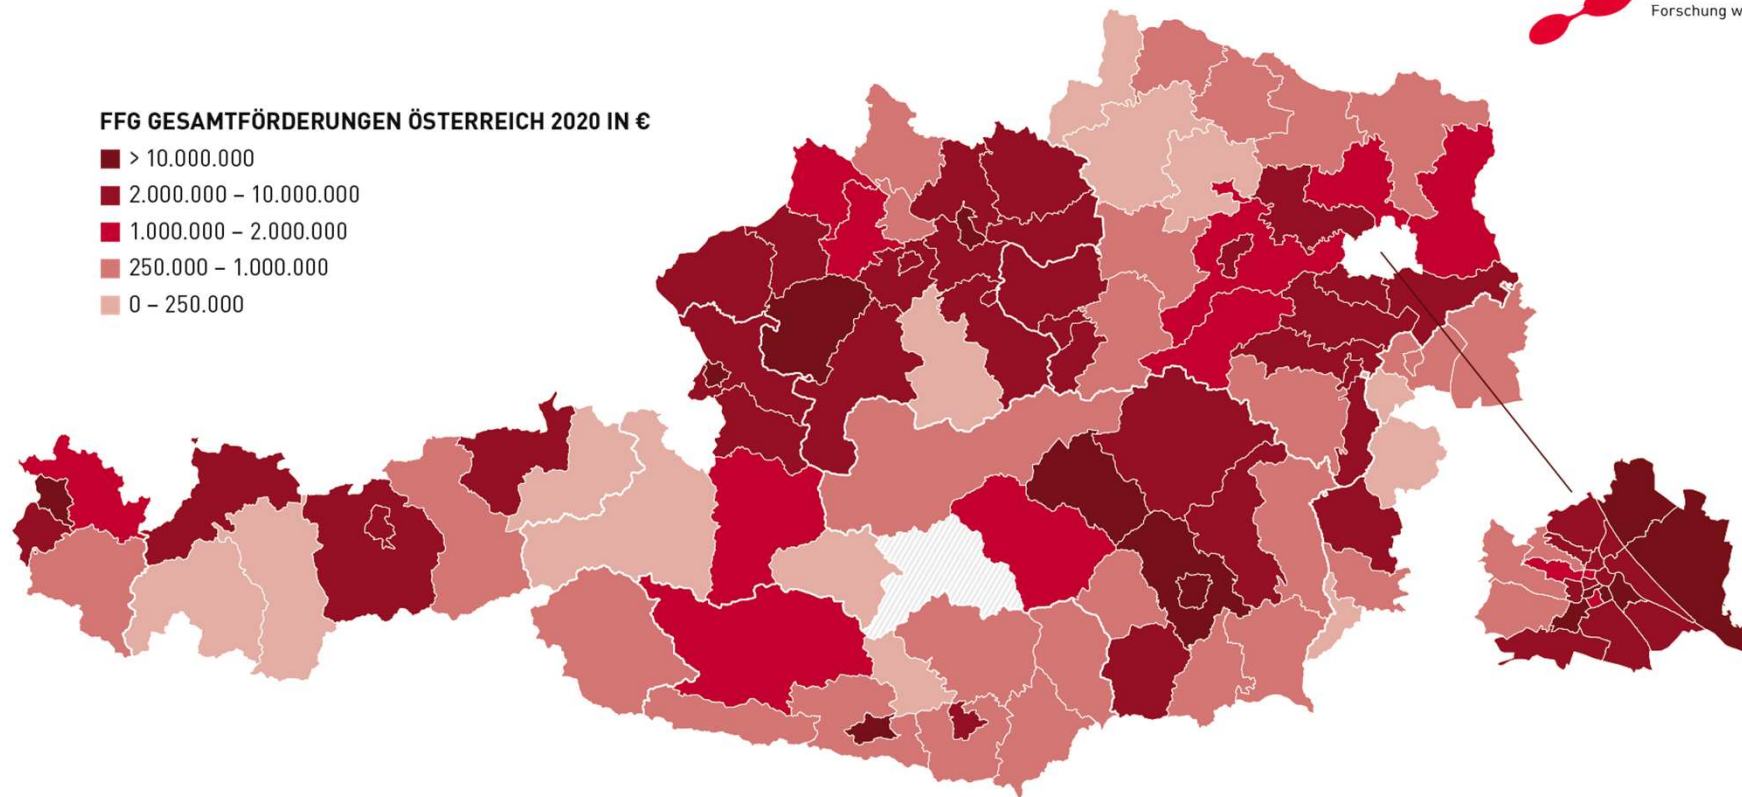 Forschung w
FFG GESAMTFÖRDERUNGEN ÖSTERREICH 2020 IN €
> 10.000.000
2.000.000 – 10.000.000
1.000.000 – 2.000.000
250.000 – 1.000.000
0 – 250.000